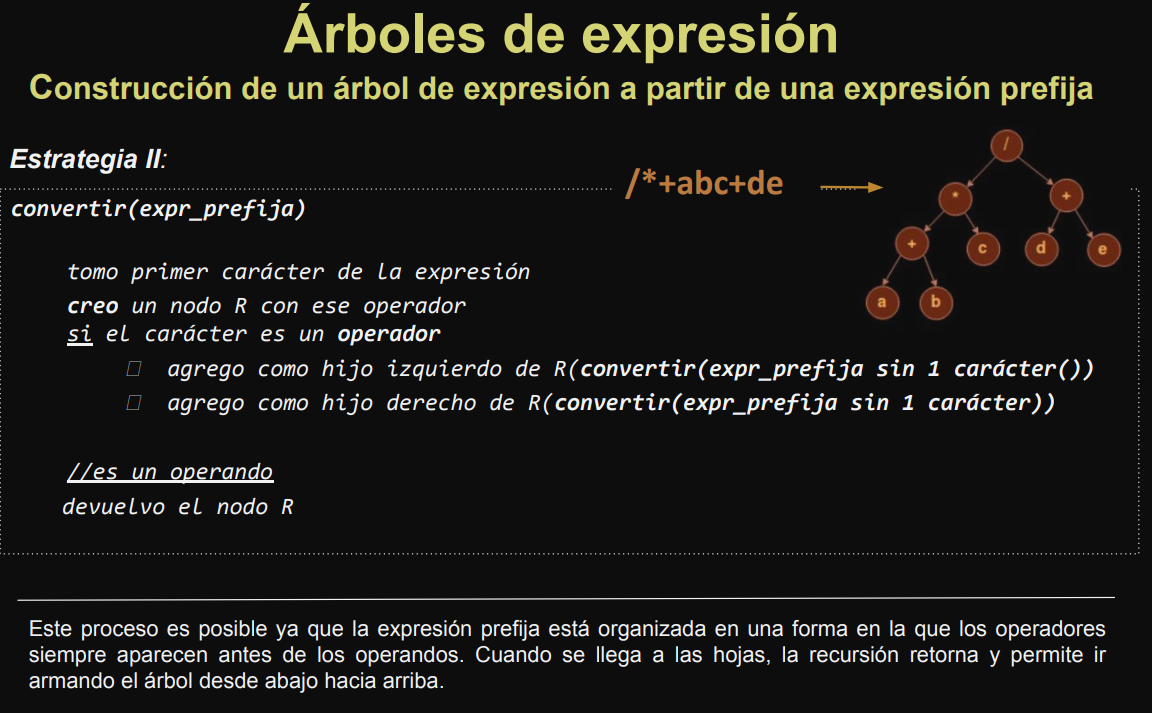 Árboles de expresión
Construcción de un árbol de expresión a partir de una expresión prefija
Estrategia II:
/*+abc+de
convertir(expr_prefija)
tomo primer carácter de la expresión
creo un nodo R con ese operador
si el carácter es un operador
agrego como hijo izquierdo de R(convertir(expr_prefija sin 1 carácter())
agrego como hijo derecho de R(convertir(expr_prefija sin 1 carácter))
//es un operando
devuelvo el nodo R
/
* +
+ c d e
a b
Este proceso es posible ya que la expresión prefija está organizada en una forma en la que los operadores
siempre aparecen antes de los operandos. Cuando se llega a las hojas, la recursión retorna y permite ir
armando el árbol desde abajo hacia arriba.